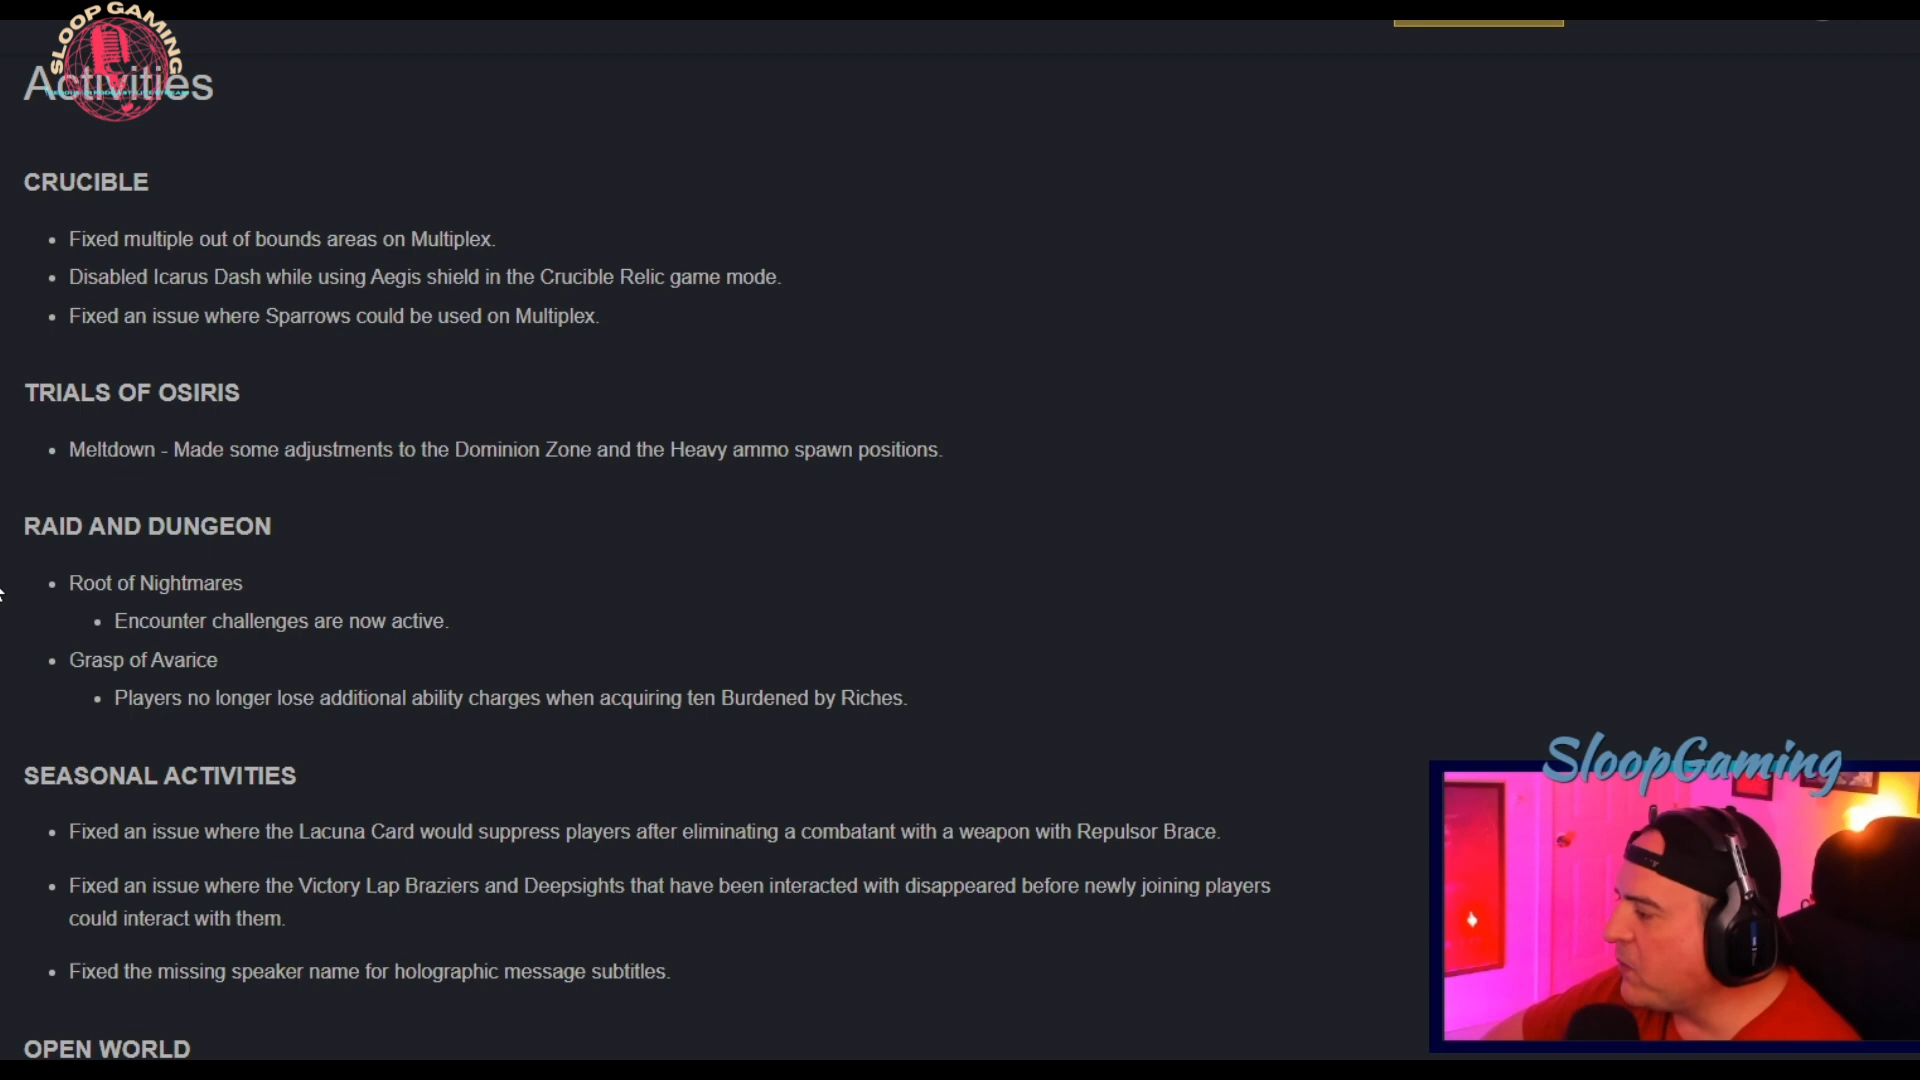 SLOOP GAMING
Activities
CRUCIBLE
• Fixed multiple out of bounds areas on Multiplex.
• Disabled Icarus Dash while using Aegis shield in the Crucible Relic game mode.
• Fixed an issue where Sparrows could be used on Multiplex.
TRIALS OF OSIRIS
• Meltdown - Made some adjustments to the Dominion Zone and the Heavy ammo spawn positions.
RAID AND DUNGEON
• Root of Nightmares
• Encounter challenges are now active.
• Grasp of Avarice
• Players no longer lose additional ability charges when acquiring ten Burdened by Riches.
SEASONAL ACTIVITIES
• Fixed an issue where the Lacuna Card would suppress players after eliminating a combatant with a weapon with Repulsor Brace.
• Fixed an issue where the Victory Lap Braziers and Deepsights that have been interacted with disappeared before newly joining players
could interact with them.
• Fixed the missing speaker name for holographic message subtitles.
OPEN WORLD
SloopGaming